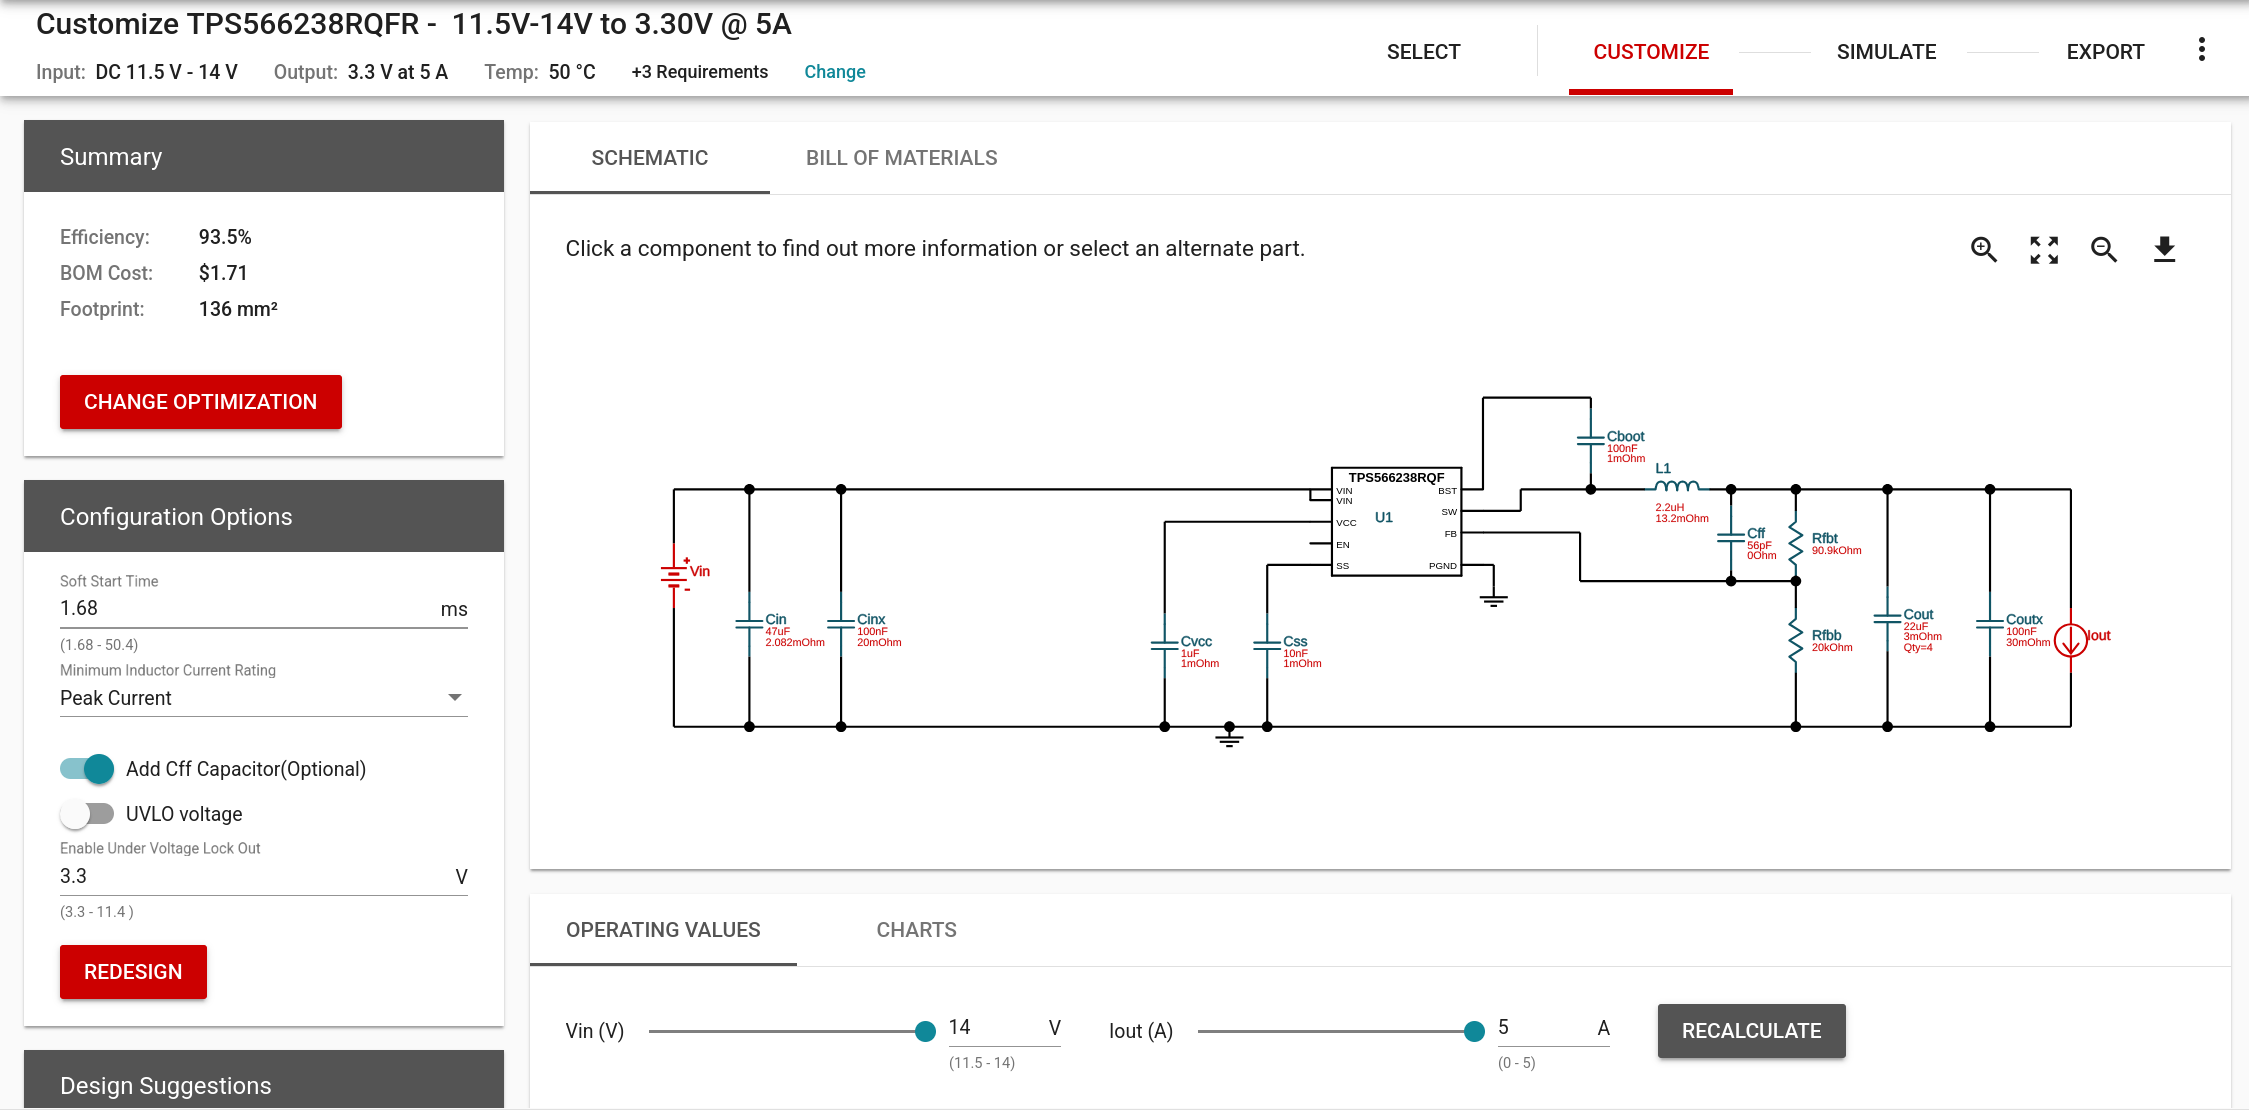 Customize TPS566238RQFR -  11.5V-14V to 3.30V @ 5A
Input: DC 11.5 V - 14 V Output: 3.3 V at 5 A Temp: 50 °C +3 Requirements Change
SELECT CUSTOMIZE SIMULATE EXPORT
Summary
Efficiency: 93.5%
BOM Cost: $1.71
Footprint: 136 mm²
CHANGE OPTIMIZATION
Configuration Options
Soft Start Time
1.68 ms
(1.68 - 50.4)
Minimum Inductor Current Rating
Peak Current
Add Cff Capacitor(Optional)
UVLO voltage
Enable Under Voltage Lock Out
3.3 V
(3.3 - 11.4 )
REDESIGN
Design Suggestions
SCHEMATIC BILL OF MATERIALS
Click a component to find out more information or select an alternate part.
Vin
Cin
47uF
2.082mOhm
Cinx
100nF
20mOhm
Cvcc
1uF
1mOhm
Css
10nF
1mOhm
TPS566238RQF
U1
VIN
VIN
VCC
EN
SS
BST
SW
FB
PGND
Cboot
100nF
1mOhm
L1
2.2uH
13.2mOhm
Cff
56pF
0Ohm
Rfbt
90.9kOhm
Rfbb
20kOhm
Cout
22uF
3mOhm
Qty=4
Coutx
100nF
30mOhm
Iout
OPERATING VALUES CHARTS
Vin (V) 14 V
(11.5 - 14)
Iout (A) 5 A
(0 - 5)
RECALCULATE